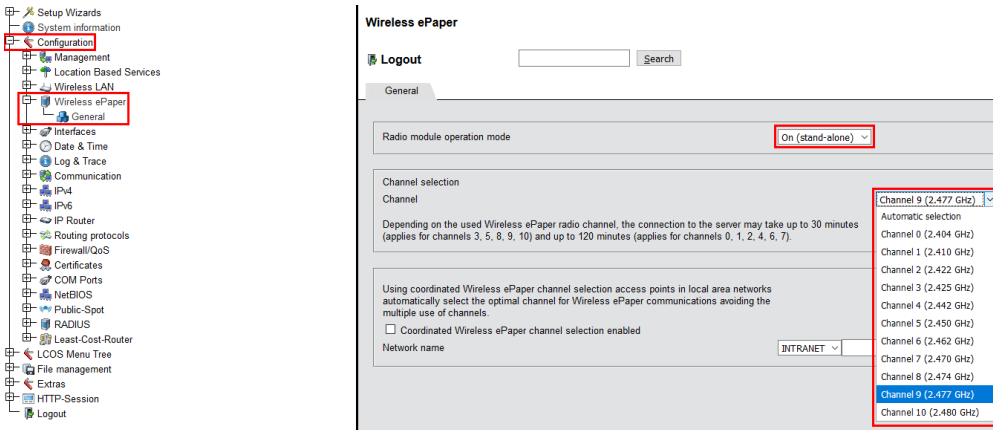 Setup Wizards
System information
Configuration
Management
Location Based Services
Wireless LAN
Wireless ePaper
General
Interfaces
Date & Time
Log & Trace
Communication
IPv4
IPv6
IP Router
Routing protocols
Firewall/QoS
Certificates
COM Ports
NetBIOS
Public-Spot
RADIUS
Least-Cost-Router
LCOS Menu Tree
File management
Extras
HTTP-Session
Logout
Wireless ePaper
Logout
Search
General
Radio module operation mode
On (stand-alone)
Channel selection
Channel
Channel 9 (2.477 GHz)
Depending on the used Wireless ePaper radio channel, the connection to the server may take up to 30 minutes
(applies for channels 3, 5, 8, 9, 10) and up to 120 minutes (applies for channels 0, 1, 2, 4, 6, 7).
Automatic selection
Channel 0 (2.404 GHz)
Channel 1 (2.410 GHz)
Channel 2 (2.422 GHz)
Channel 3 (2.425 GHz)
Channel 4 (2.442 GHz)
Channel 5 (2.450 GHz)
Channel 6 (2.462 GHz)
Channel 7 (2.470 GHz)
Channel 8 (2.474 GHz)
Channel 9 (2.477 GHz)
Channel 10 (2.480 GHz)
Using coordinated Wireless ePaper channel selection access points in local area networks
automatically select the optimal channel for Wireless ePaper communications avoiding the
multiple use of channels.
Coordinated Wireless ePaper channel selection enabled
Network name
INTRANET